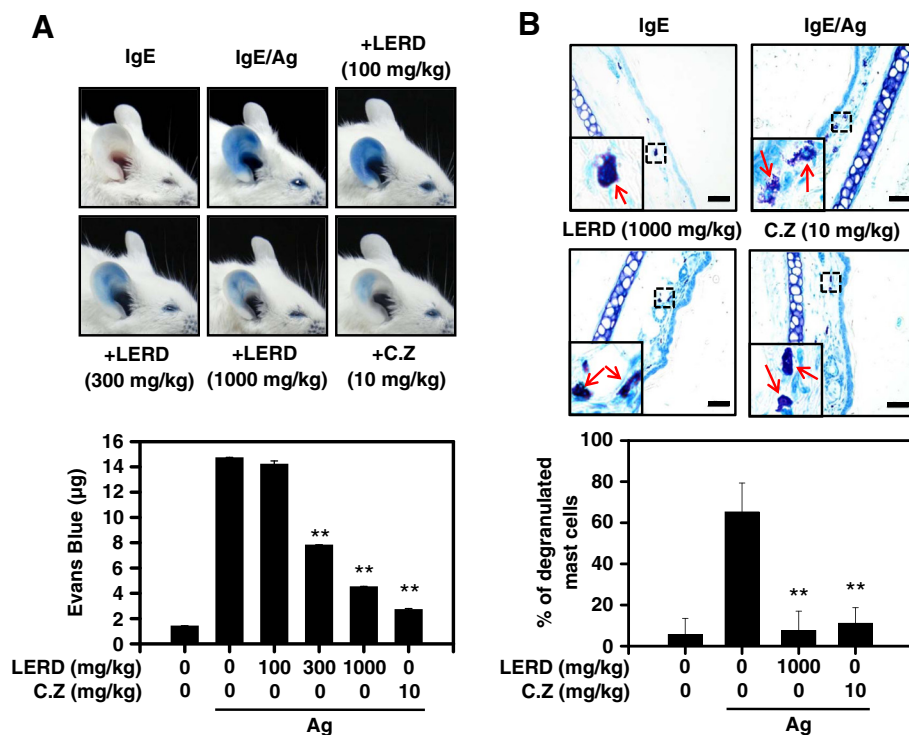 A
IgE IgE/Ag +LERD
(100 mg/kg)
+LERD +LERD +C.Z
(300 mg/kg) (1000 mg/kg) (10 mg/kg)
16
14
12
10
8
6
4
2
0
Evans Blue (µg)
** ** **
LERD (mg/kg) 0 0 100 300 1000 0
C.Z (mg/kg) 0 0 0 0 0 10
Ag
B
IgE IgE/Ag
LERD (1000 mg/kg) C.Z (10 mg/kg)
100
80
60
40
20
0
% of degranulated
mast cells
** **
LERD (mg/kg) 0 0 1000 0
C.Z (mg/kg) 0 0 0 10
Ag